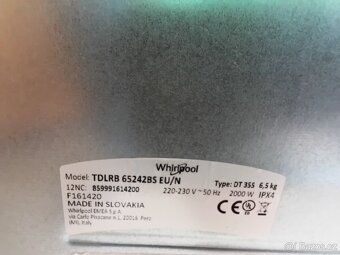 Whirlpool
Model: TDLRB 65242BS EU/N
12NC: 859991614200
220-230 V ~ 50 Hz
Type: DT 355 6,5 kg
2000 W IPX4
F161420
MADE IN SLOVAKIA
Whirlpool EMEA S.p.A.
Via Carlo Pisacane n.1, 20016 Pero
(MI), Italy